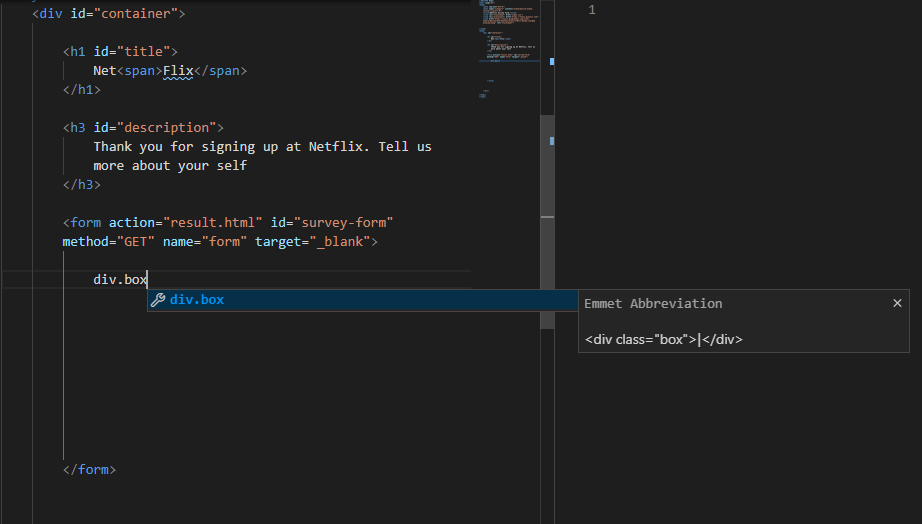 <div id="container">
<h1 id="title">
Net<span>Flix</span>
</h1>
<h3 id="description">
Thank you for signing up at Netflix. Tell us
more about your self
</h3>
<form action="result.html" id="survey-form"
method="GET" name="form" target="_blank">
div.box
div.box
</form>
1
Emmet Abbreviation ×
<div class="box">|</div>